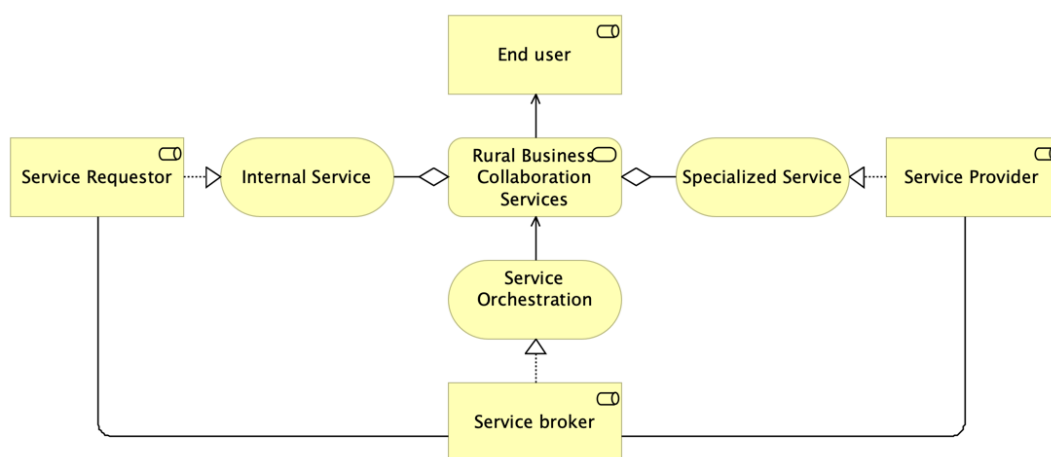 End user
Service Requestor
Internal Service
Rural Business
Collaboration
Services
Specialized Service
Service Provider
Service
Orchestration
Service broker